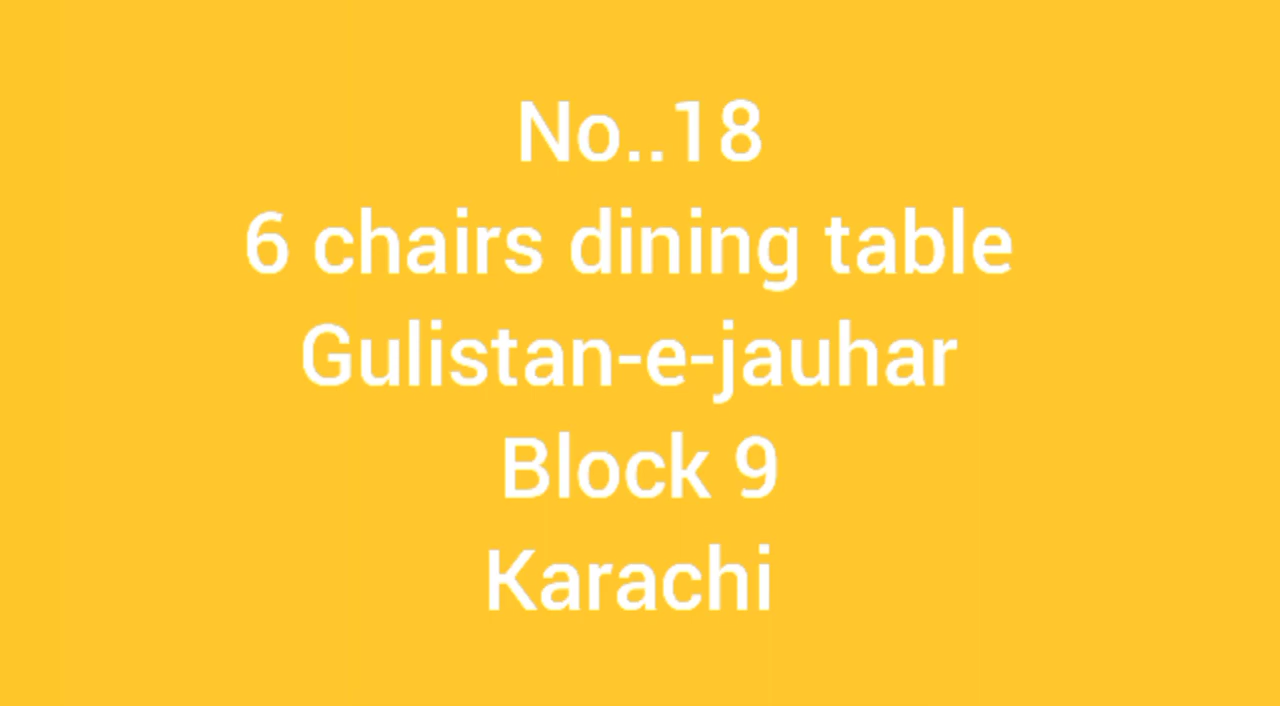 No..18
6 chairs dining table
Gulistan-e-jauhar
Block 9
Karachi